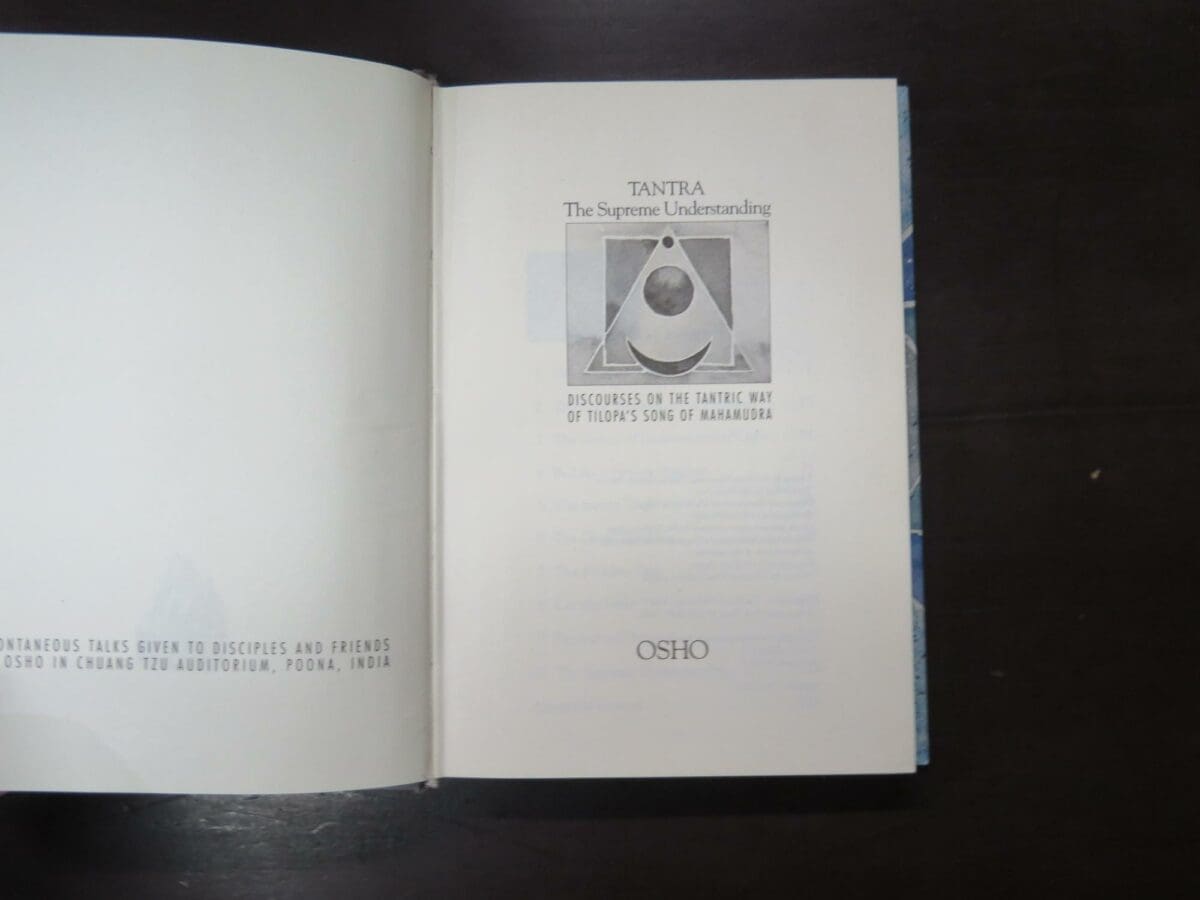 ONTANEOUS TALKS GIVEN TO DISCIPLES AND FRIENDS
OSHO IN CHUANG TZU AUDITORIUM, POONA, INDIA
TANTRA
The Supreme Understanding
DISCOURSES ON THE TANTRIC WAY
OF TILOPA'S SONG OF MAHAMUDRA
OSHO